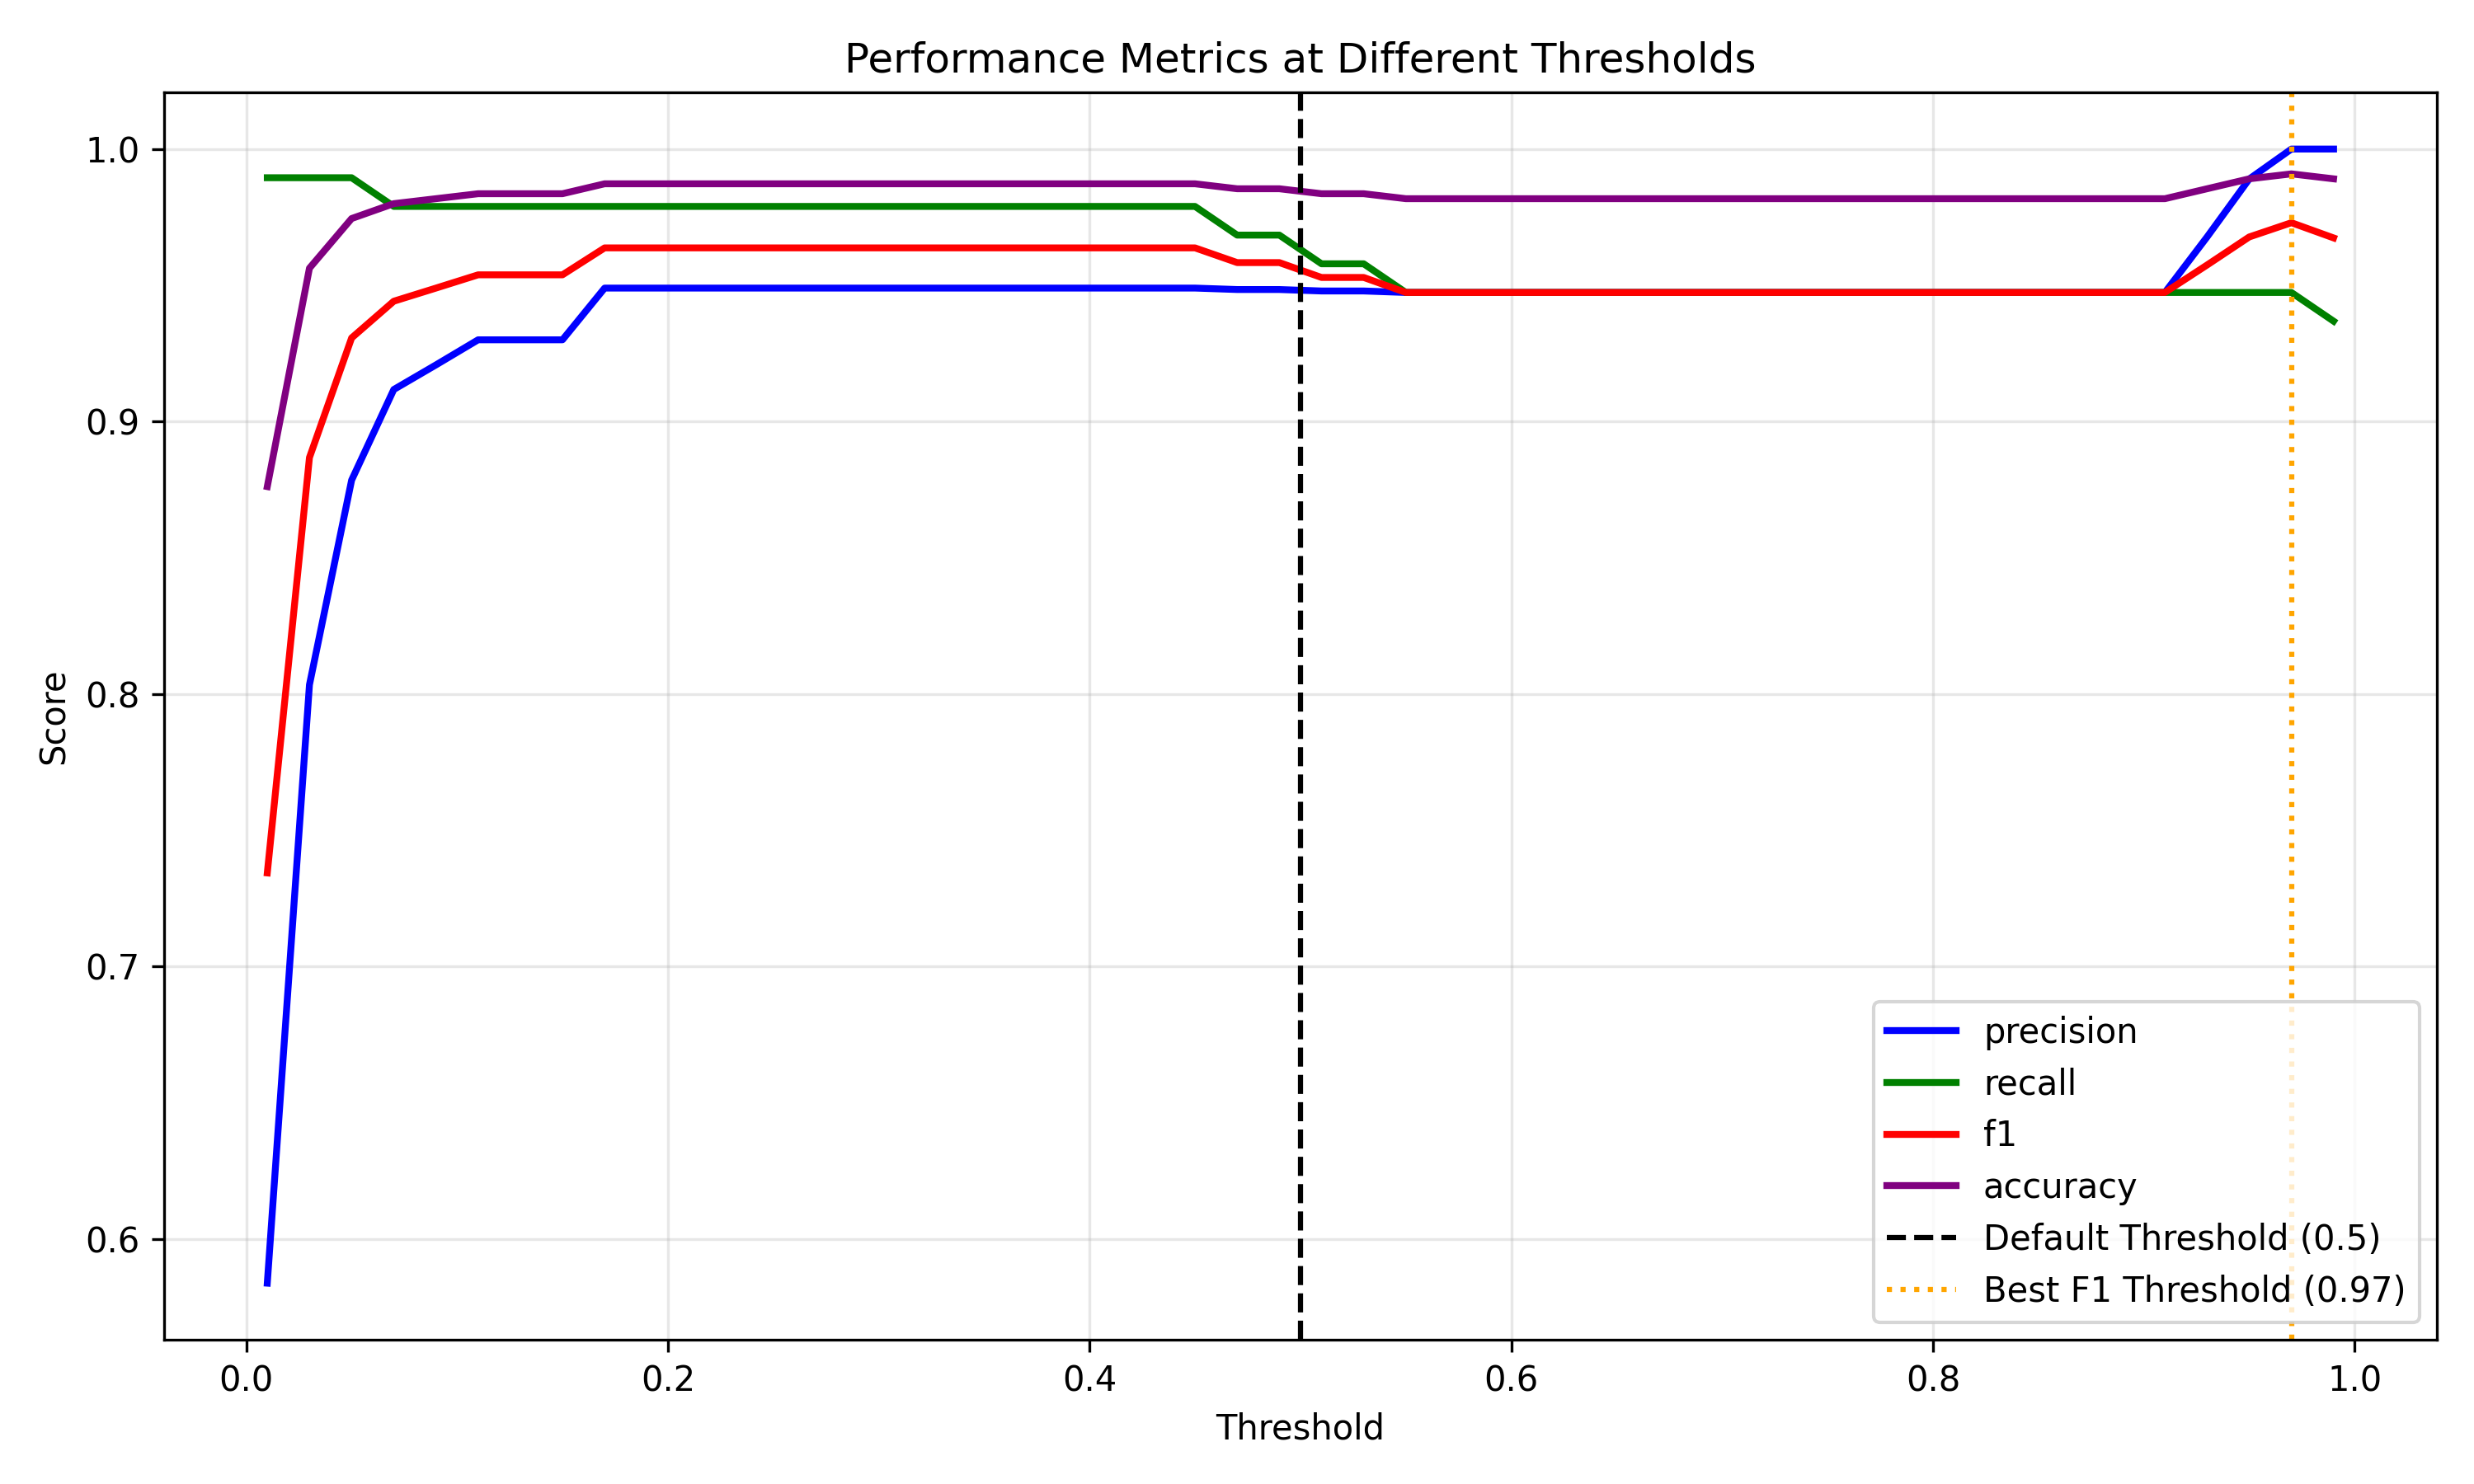 Performance Metrics at Different Thresholds
1.0
0.9
0.8
0.7
0.6
Score
0.0
0.2
0.4
0.6
0.8
1.0
Threshold
precision
recall
f1
accuracy
Default Threshold (0.5)
Best F1 Threshold (0.97)